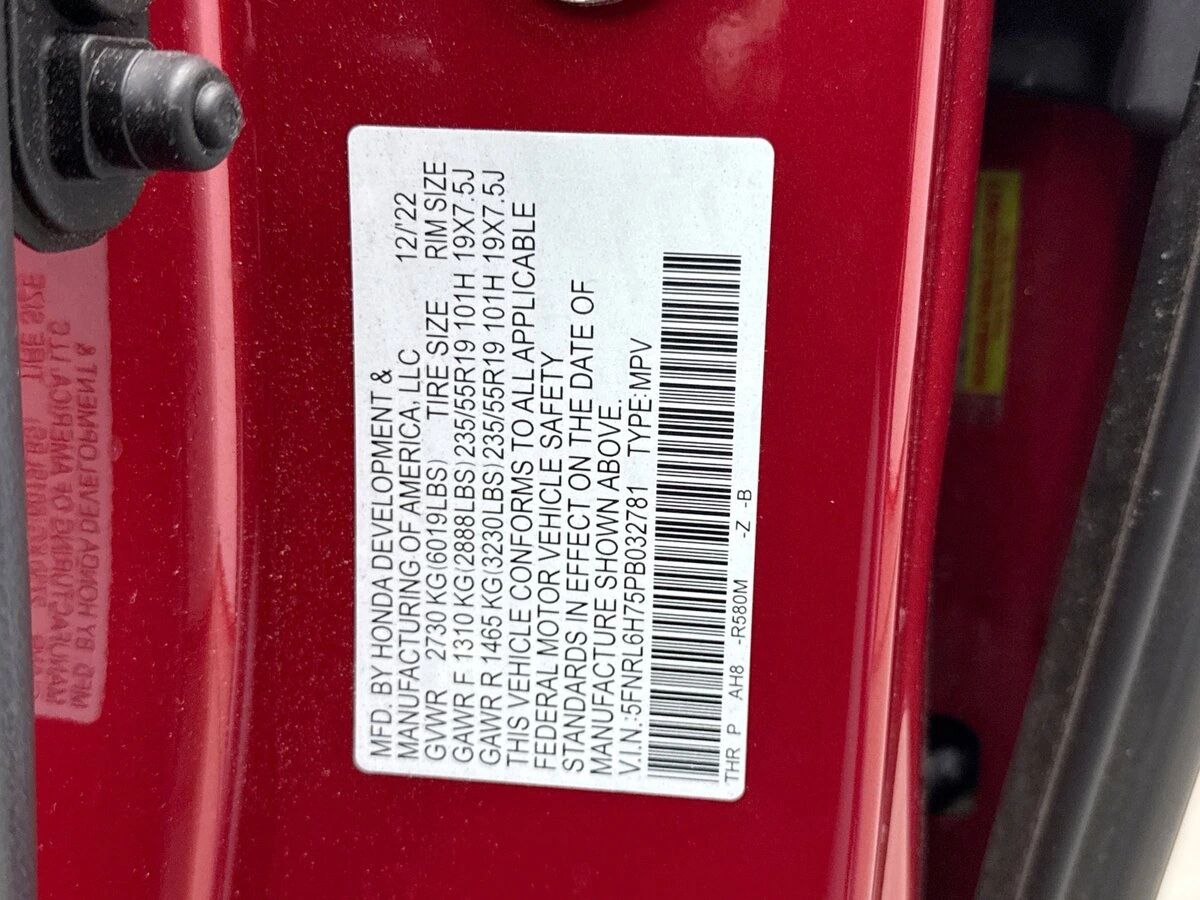 MFD. BY HONDA DEVELOPMENT &
MANUFACTURING OF AMERICA, LLC 12/'22
GVWR 2730 KG(6019LBS) TIRE SIZE RIM SIZE
GAWR F 1310 KG(2888LBS) 235/55R19 101H 19X7.5J
GAWR R 1465 KG(3230LBS) 235/55R19 101H 19X7.5J
THIS VEHICLE CONFORMS TO ALL APPLICABLE
FEDERAL MOTOR VEHICLE SAFETY
STANDARDS IN EFFECT ON THE DATE OF
MANUFACTURE SHOWN ABOVE.
V.I.N.:5FNRL6H75PB032781 TYPE:MPV
THR P AH8 -R580M -Z -B